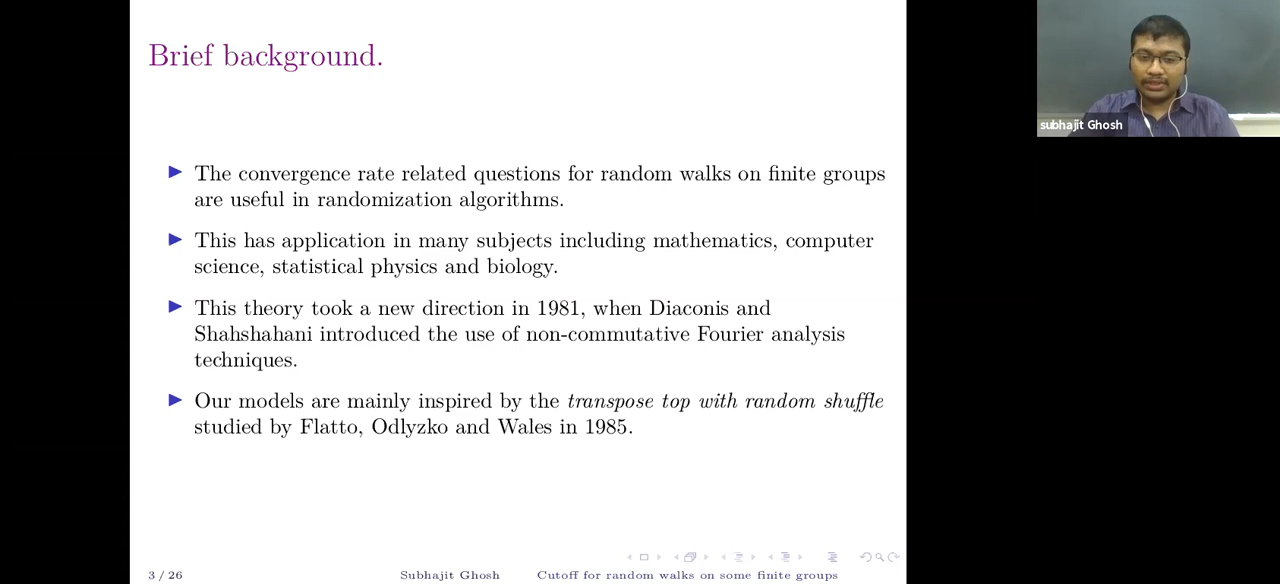 Brief background.
The convergence rate related questions for random walks on finite groups
are useful in randomization algorithms.
This has application in many subjects including mathematics, computer
science, statistical physics and biology.
This theory took a new direction in 1981, when Diaconis and
Shahshahani introduced the use of non-commutative Fourier analysis
techniques.
Our models are mainly inspired by the transpose top with random shuffle
studied by Flatto, Odlyzko and Wales in 1985.
3 / 26 Subhajit Ghosh Cutoff for random walks on some finite groups
subhajit Ghosh